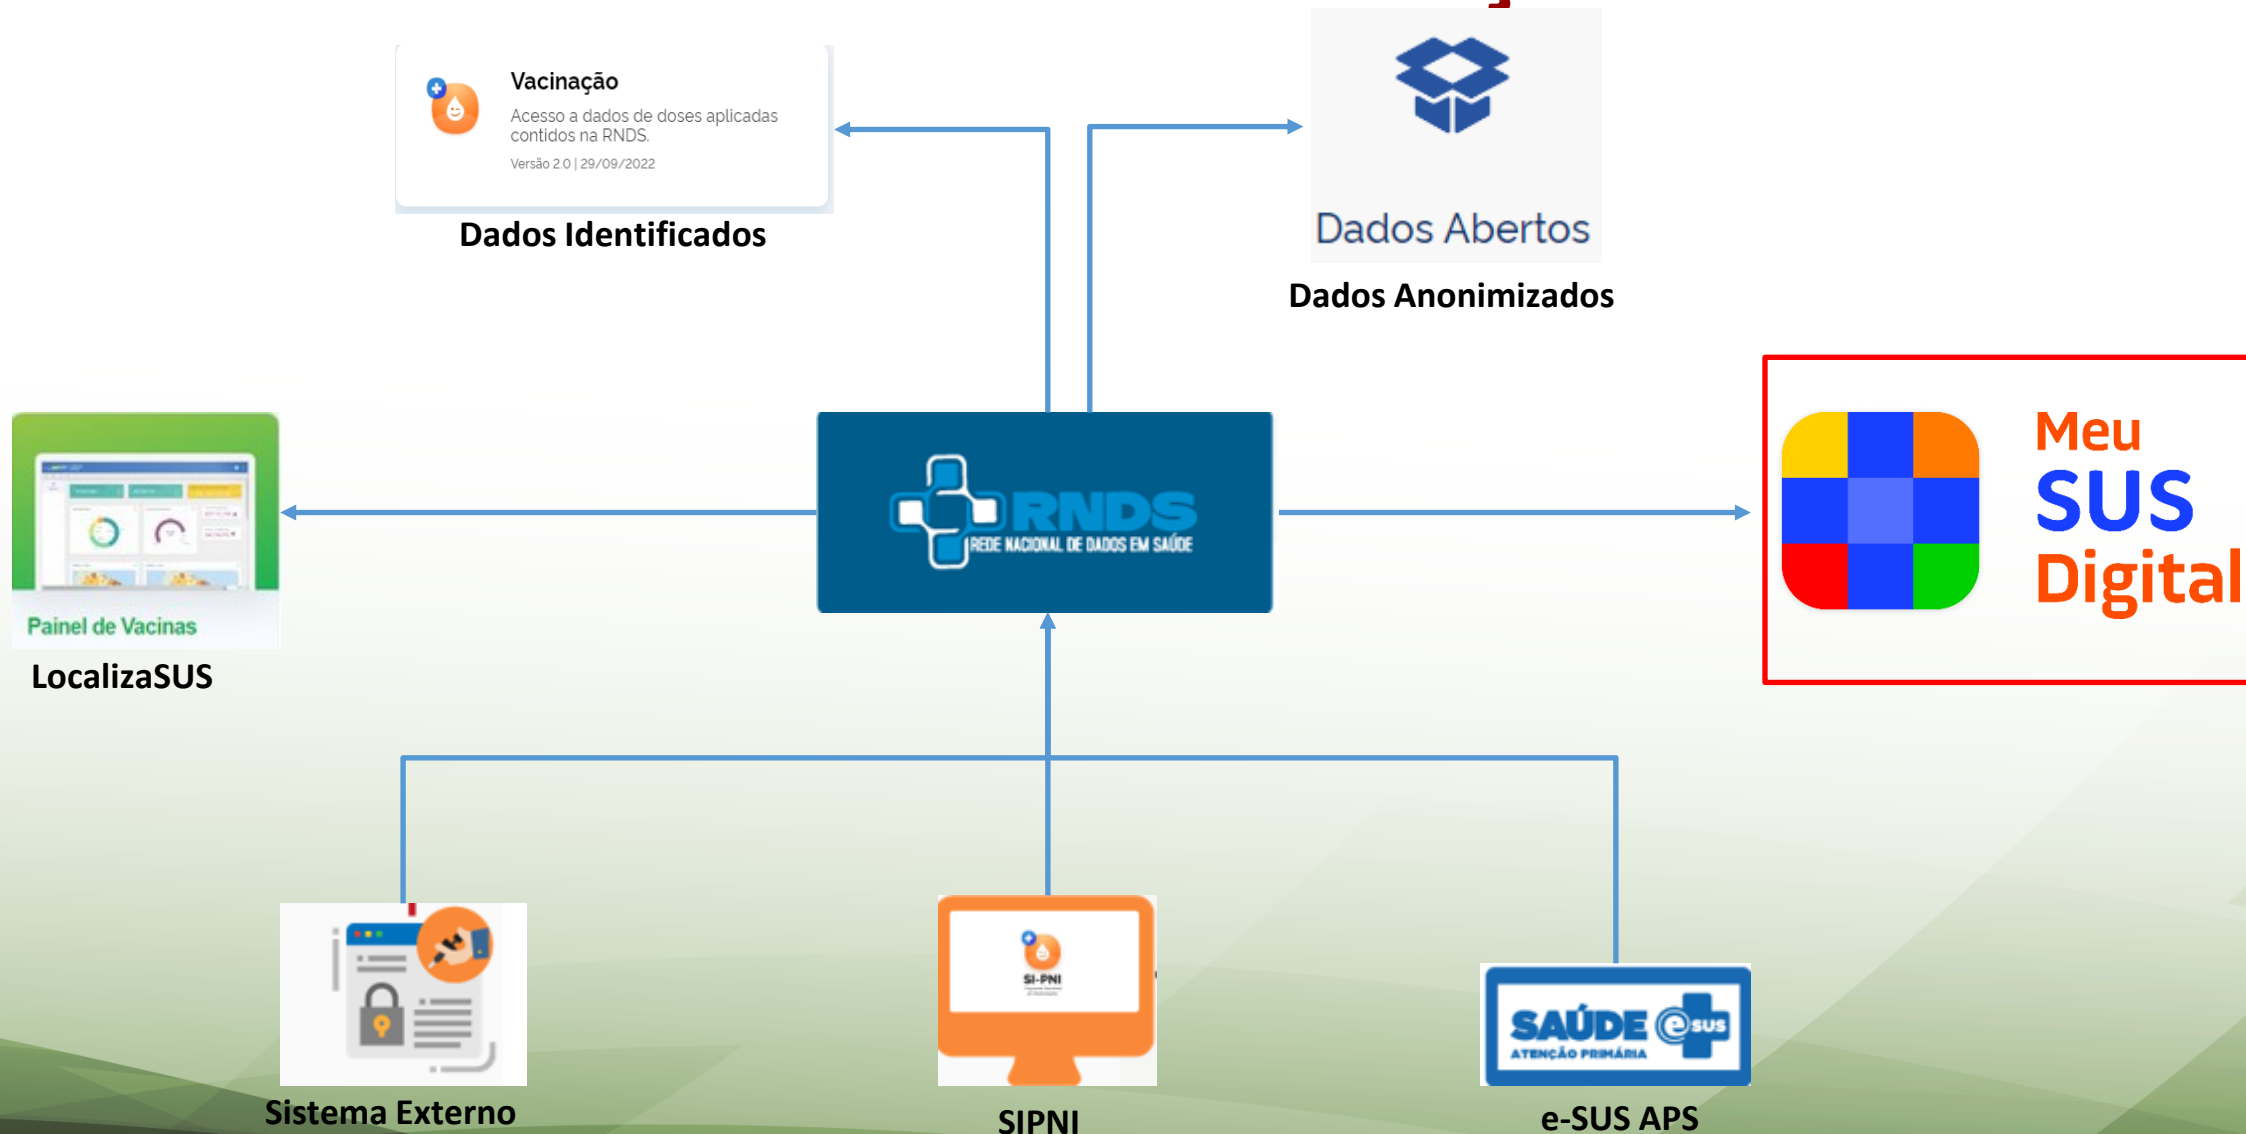 Vacinação
Acesso a dados de doses aplicadas
contidos na RNDS.
Versão 2.0 | 29/09/2022
Dados Identificados
Dados Abertos
Dados Anonimizados
Painel de Vacinas
LocalizaSUS
RNDS
REDE NACIONAL DE DADOS EM SAÚDE
Meu
SUS
Digital
Sistema Externo
SI-PNI
SIPNI
SAÚDE e SUS
ATENÇÃO PRIMÁRIA
e-SUS APS